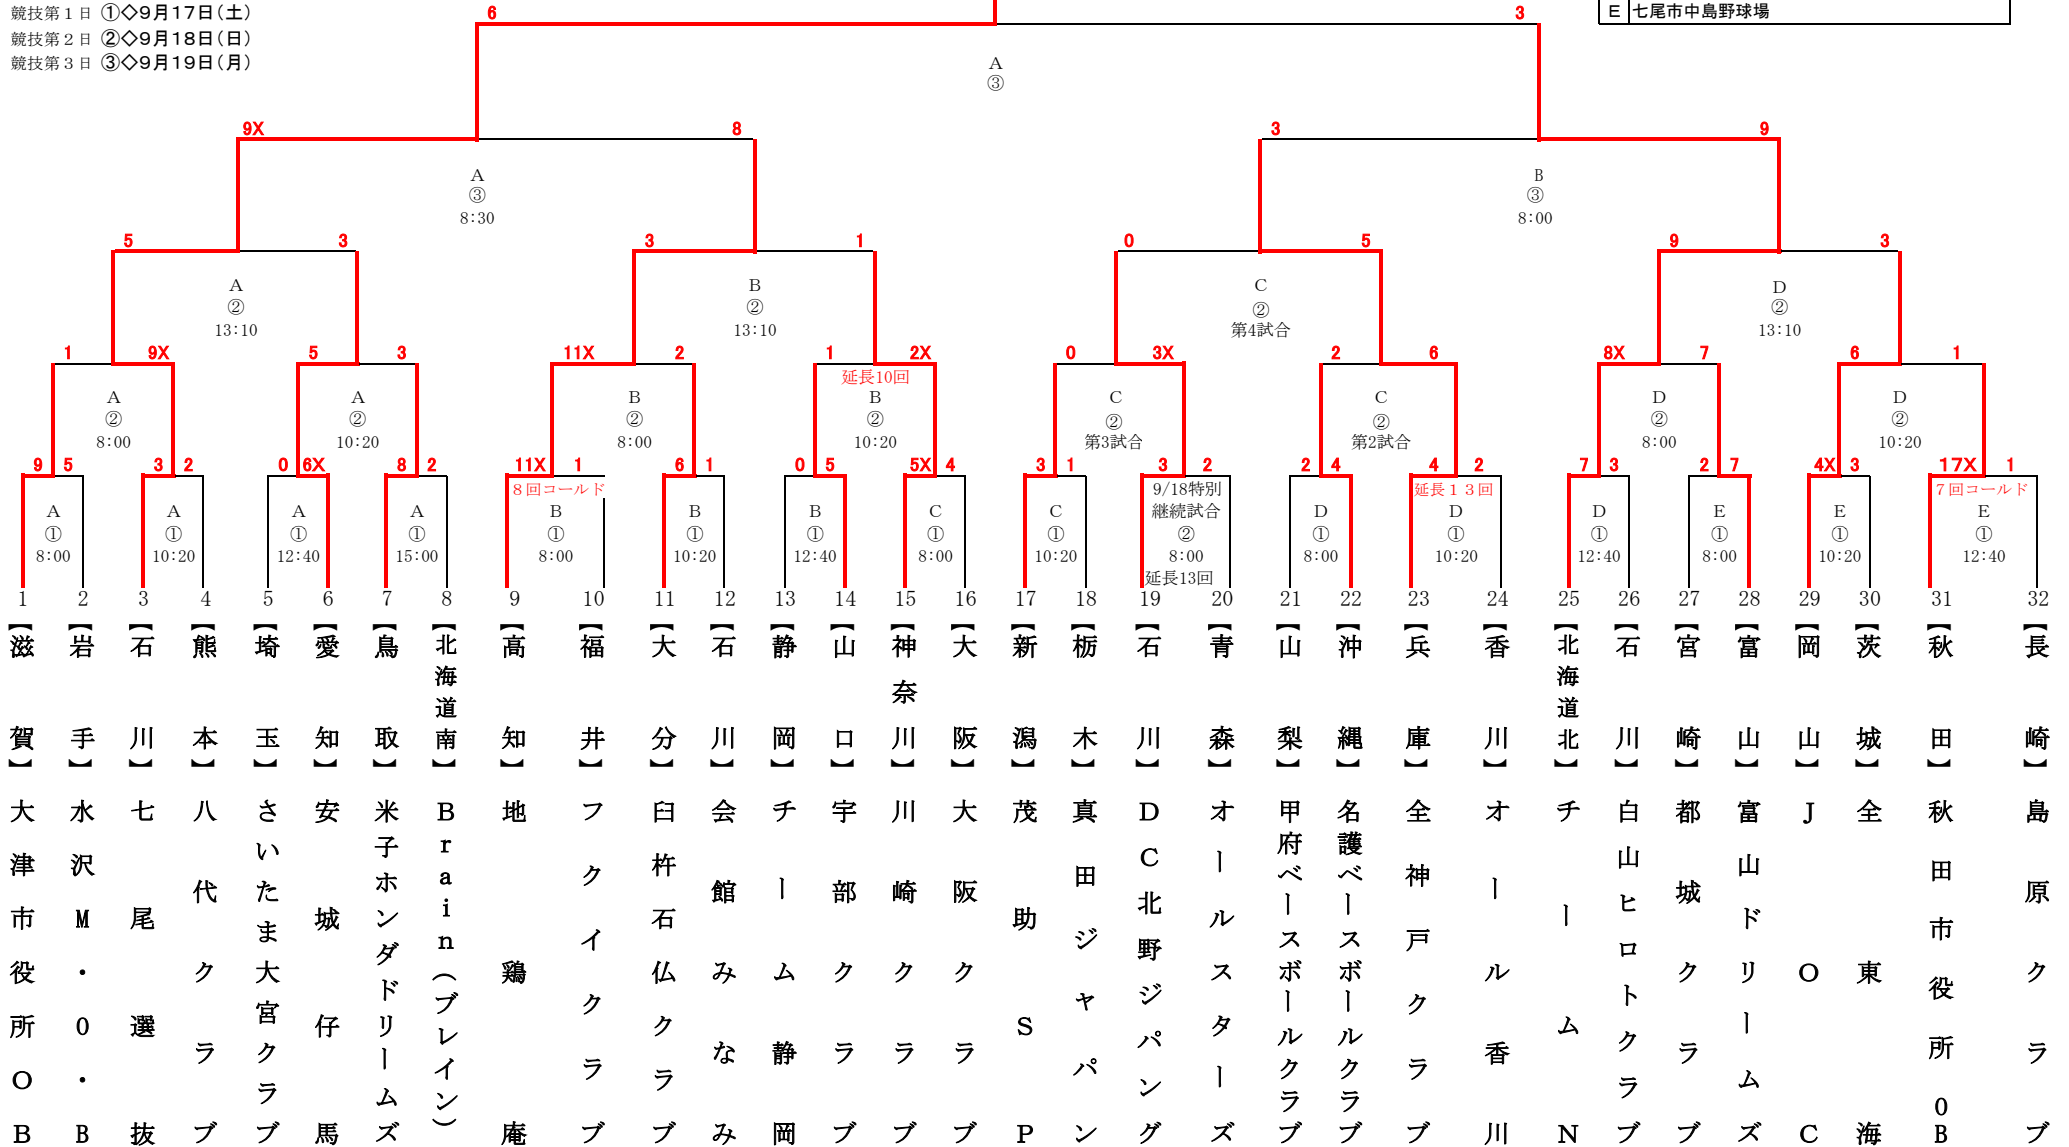 競技第1日 ①◇9月17日(土)
競技第2日 ②◇9月18日(日)
競技第3日 ③◇9月19日(月)
E 七尾市中島野球場
6 3
A
③
9X 8 3 9
A B
③ ③
8:30 8:00
5 3 3 1 0 5 9 3
A B C D
② ② ② ②
13:10 13:10 第4試合 13:10
1 9X 5 3 11X 2 1 2X 0 3X 2 6 8X 7 6 1
延長10回
A A B B C C D D
② ② ② ② ② ② ② ②
8:00 10:20 8:00 10:20 第3試合 第2試合 8:00 10:20
9 5 3 2 0 6X 8 2 11X 1 6 1 0 5 5X 4 3 1 3 2 2 4 4 2 7 3 2 7 4X 3 17X 1
8回コールド 9/18特別 延長13回 7回コールド
継続試合
A A A A B B B C C D D D E E E
① ① ① ① ① ① ① ① ① ② ① ① ① ① ① ①
8:00 10:20 12:40 15:00 8:00 10:20 12:40 8:00 10:20 8:00 8:00 10:20 12:40 8:00 10:20 12:40
延長13回
1 2 3 4 5 6 7 8 9 10 11 12 13 14 15 16 17 18 19 20 21 22 23 24 25 26 27 28 29 30 31 32
【滋賀】大津市役所OB
【岩手】水沢M・O・B
【石川】七尾選抜
【熊本】八代クラブ
【埼玉】さいたま大宮クラブ
【愛知】安城仔馬
【鳥取】米子ホンダドリームズ
【北海道南】Brain(ブレイン)
【高知】地鶏庵
【福井】フクイクラブ
【大分】臼杵石仏クラブ
【石川】会館みなみ
【静岡】チーム静岡
【山口】宇部クラブ
【神奈川】川崎クラブ
【大阪】大阪クラブ
【新潟】茂助SP
【栃木】真田ジャパン
【石川】DC北野ジパング
【青森】オールスターズ
【山梨】甲府ベースボールクラブ
【沖縄】名護ベースボールクラブ
【兵庫】全神戸クラブ
【香川】オール香川
【北海道北】チームN
【石川】白山ヒロトクラブ
【宮崎】都城クラブ
【富山】富山ドリームズ
【岡山】JOC
【茨城】全東海
【秋田】秋田市役所OB
【長崎】島原クラブ